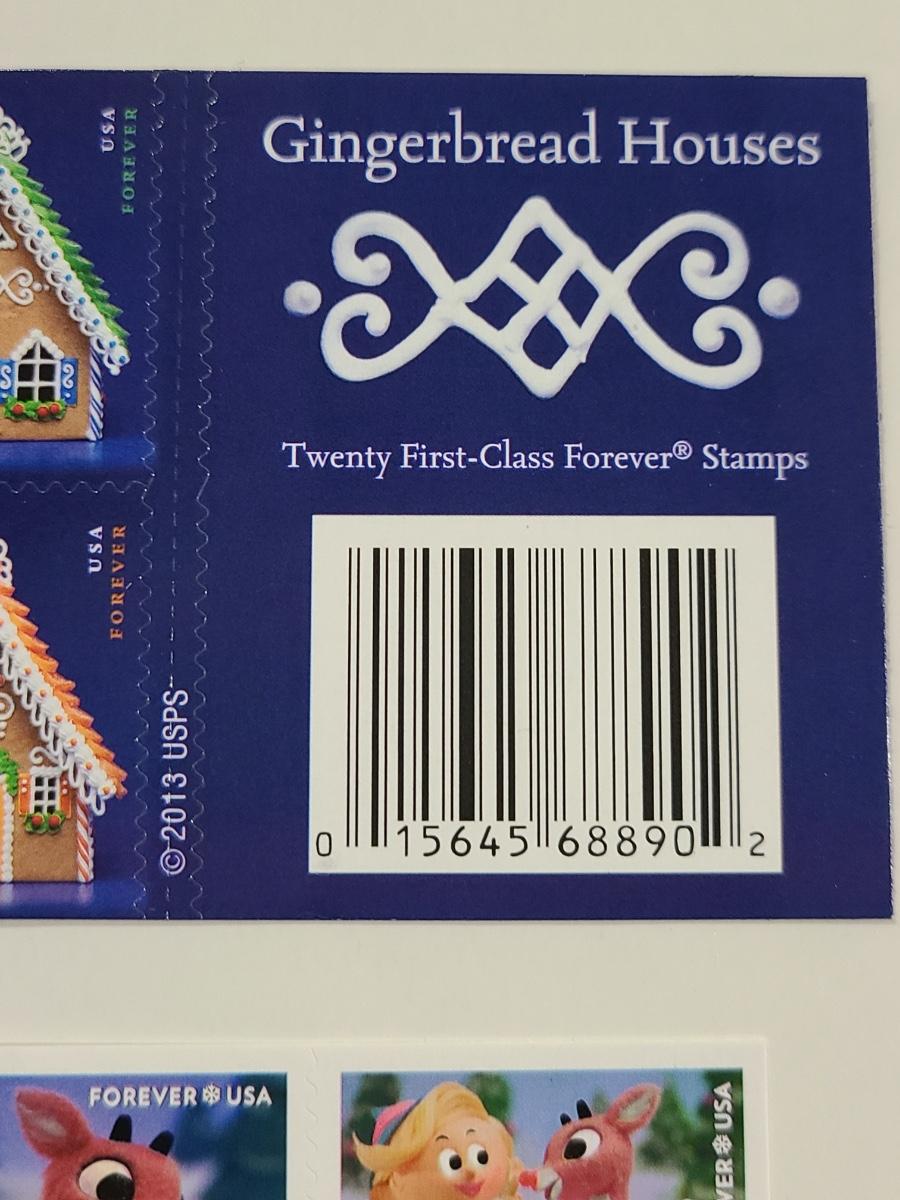 Gingerbread Houses
USA
FOREVER
Twenty First-Class Forever® Stamps
USA
FOREVER
©2013 USPS
0 15645 68890 2
FOREVER❄USA
VER❄USA